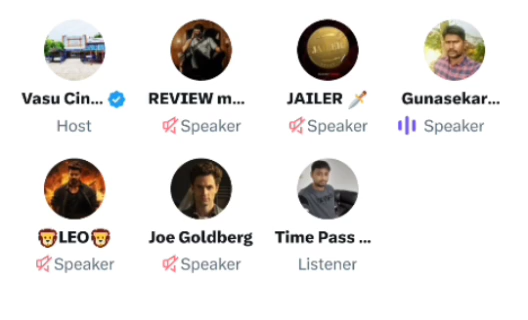 Vasu Cin... REVIEW m... JAILER 🗡️ Gunasekar...
Host Speaker Speaker Speaker
🦁LEO🦁 Joe Goldberg Time Pass ...
Speaker Speaker Listener